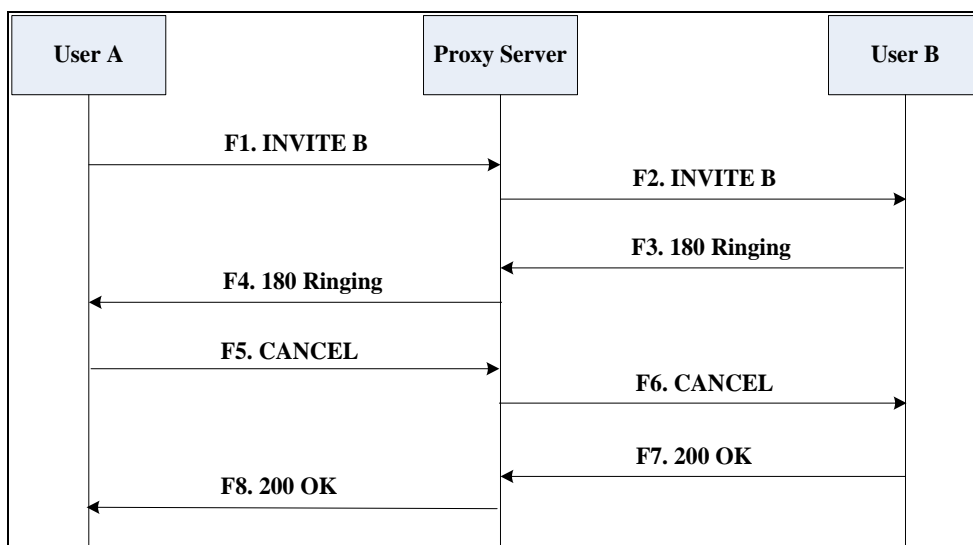 User A
Proxy Server
User B
F1. INVITE B
F2. INVITE B
F3. 180 Ringing
F4. 180 Ringing
F5. CANCEL
F6. CANCEL
F7. 200 OK
F8. 200 OK